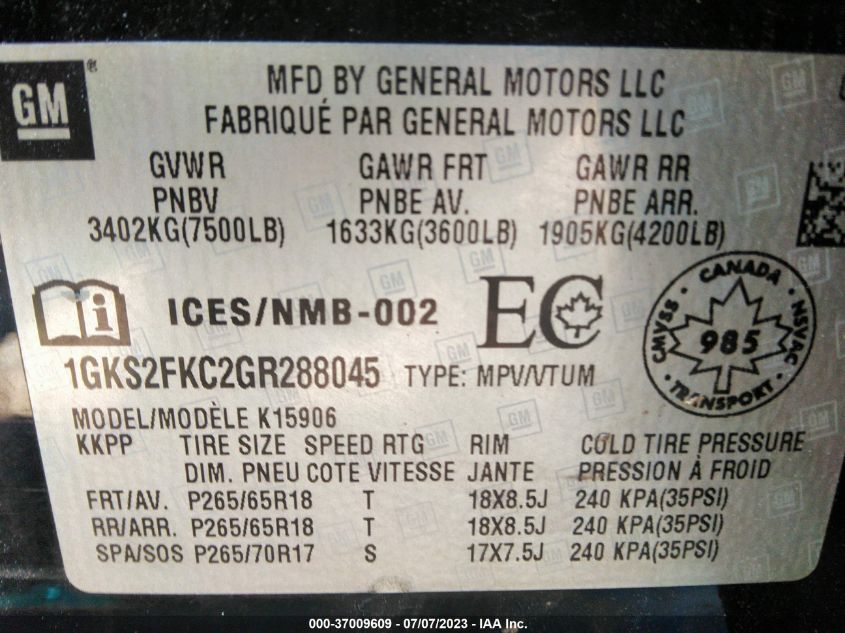 GM®
MFD BY GENERAL MOTORS LLC
FABRIQUÉ PAR GENERAL MOTORS LLC
GVWR GAWR FRT GAWR RR
PNBV PNBE AV. PNBE ARR.
3402KG(7500LB) 1633KG(3600LB) 1905KG(4200LB)
i ICES/NMB-002 EC
CANADA
CMVSS · NSVAC
985
TRANSPORT
1GKS2FKC2GR288045 TYPE: MPV/VTUM
MODEL/MODÈLE K15906
KKPP TIRE SIZE SPEED RTG RIM COLD TIRE PRESSURE
DIM. PNEU COTE VITESSE JANTE PRESSION À FROID
FRT/AV. P265/65R18 T 18X8.5J 240 KPA(35PSI)
RR/ARR. P265/65R18 T 18X8.5J 240 KPA(35PSI)
SPA/SOS P265/70R17 S 17X7.5J 240 KPA(35PSI)
000-37009609 - 07/07/2023 - IAA Inc.